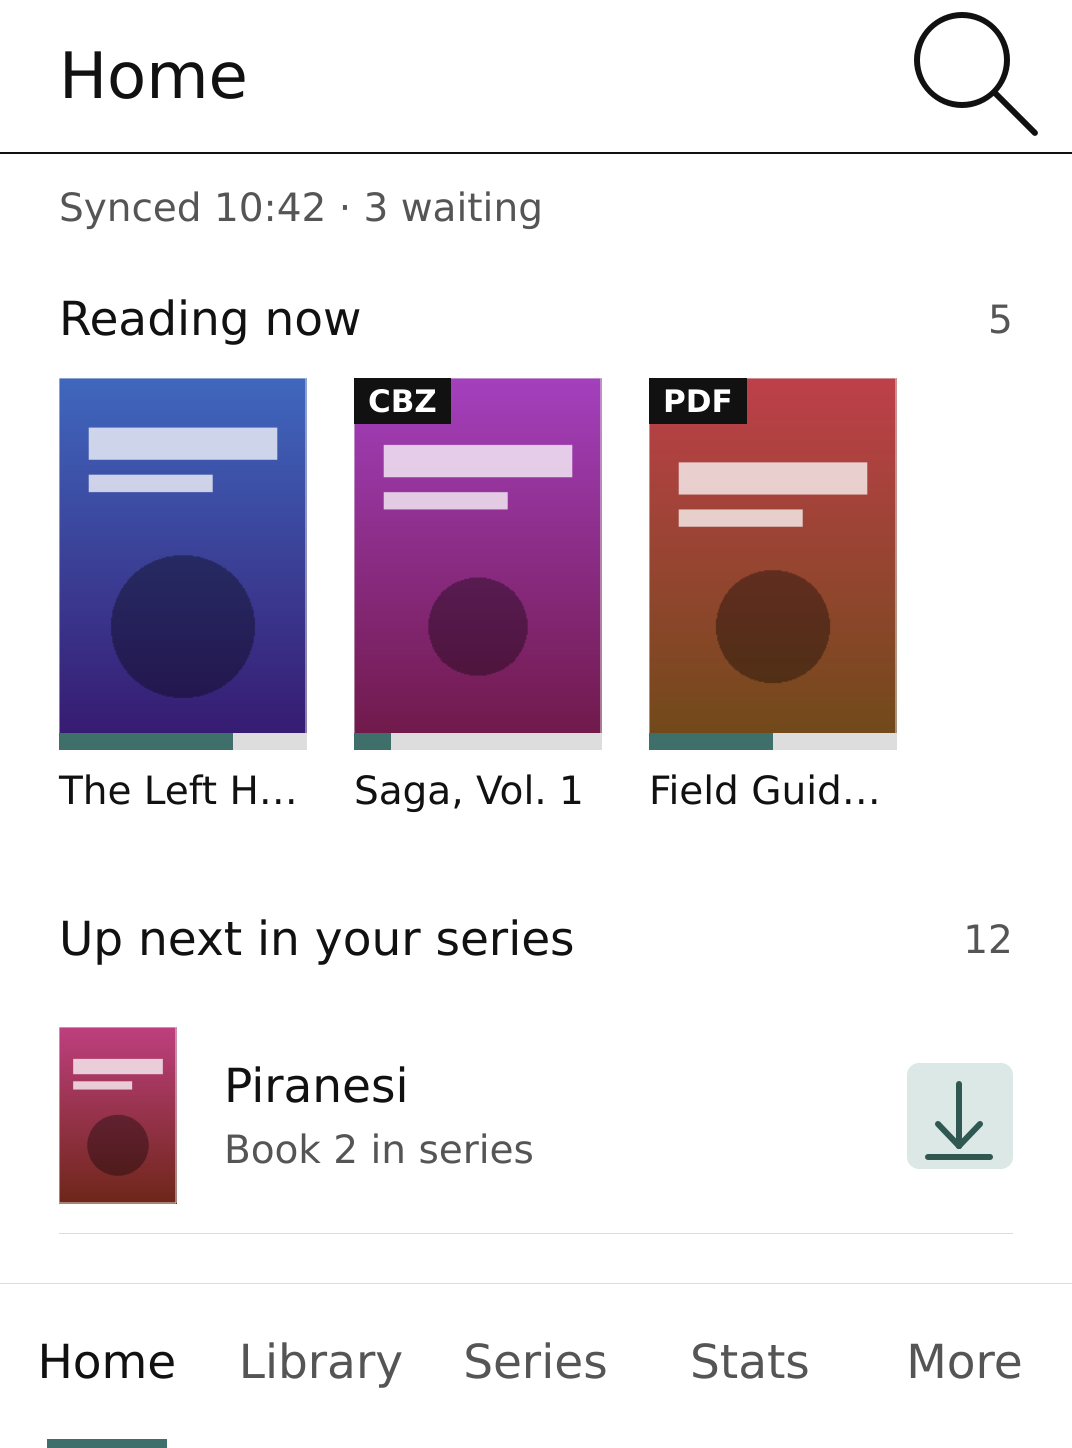 Home
Synced 10:42 · 3 waiting
Reading now 5
CBZ PDF
The Left H… Saga, Vol. 1 Field Guid…
Up next in your series 12
Piranesi
Book 2 in series
Home Library Series Stats More